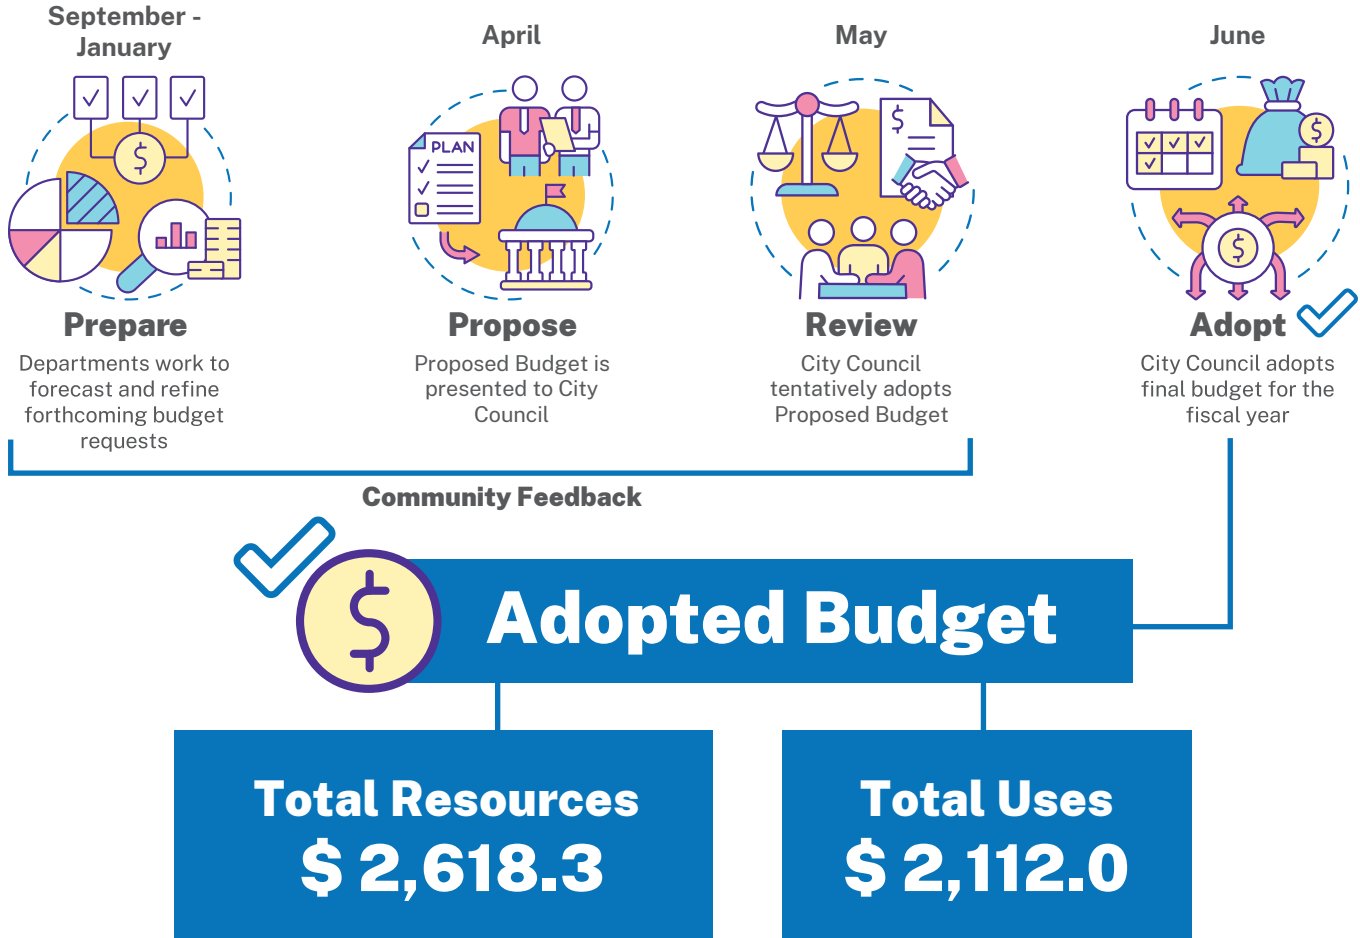 September -
January
April
May
June
PLAN
$
$
$
$
Prepare
Propose
Review
Adopt
Departments work to
forecast and refine
forthcoming budget
requests
Proposed Budget is
presented to City
Council
City Council
tentatively adopts
Proposed Budget
City Council adopts
final budget for the
fiscal year
Community Feedback
$
Adopted Budget
Total Resources
$ 2,618.3
Total Uses
$ 2,112.0